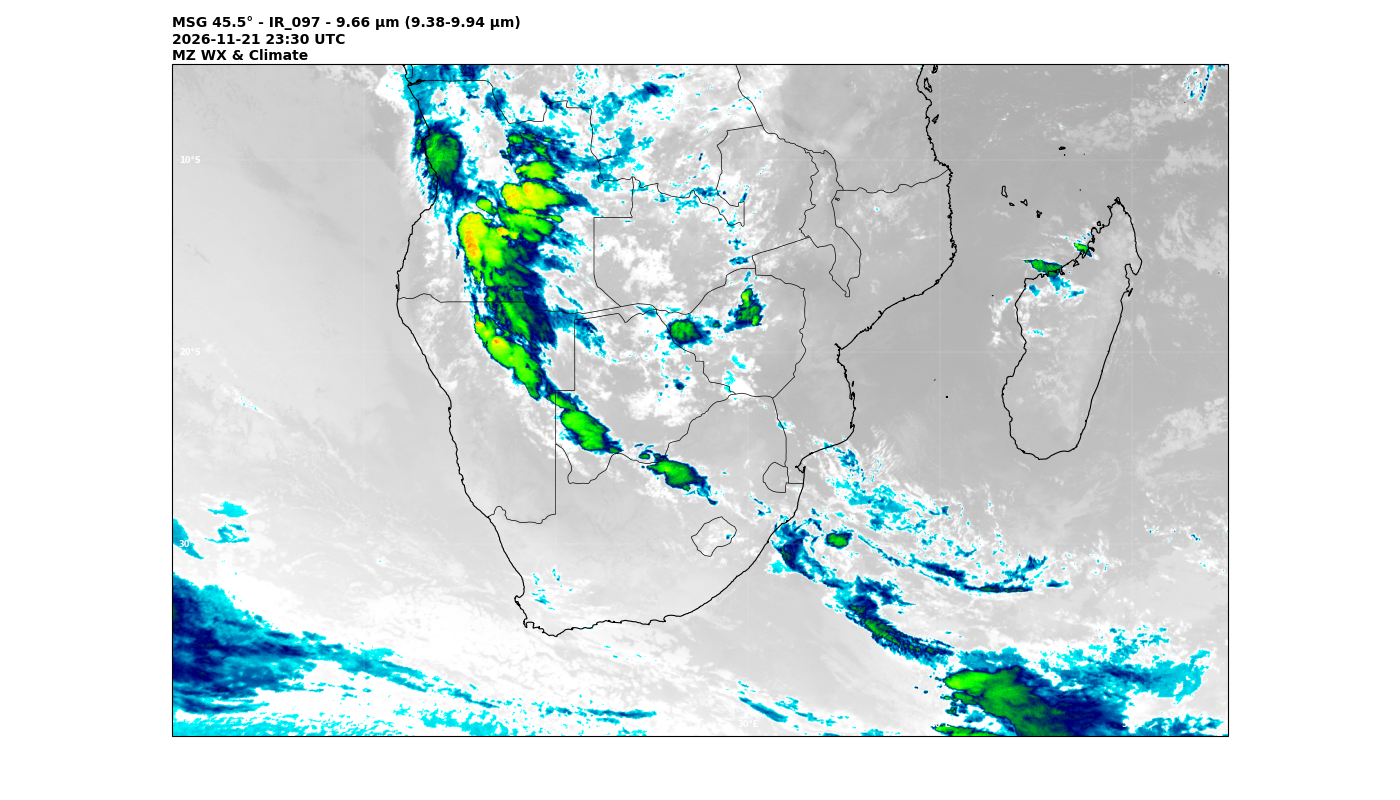 MSG 45.5° - IR_097 - 9.66 μm (9.38-9.94 μm)
2026-11-21 23:30 UTC
MZ WX & Climate
10°S
20°S
30°
30°E